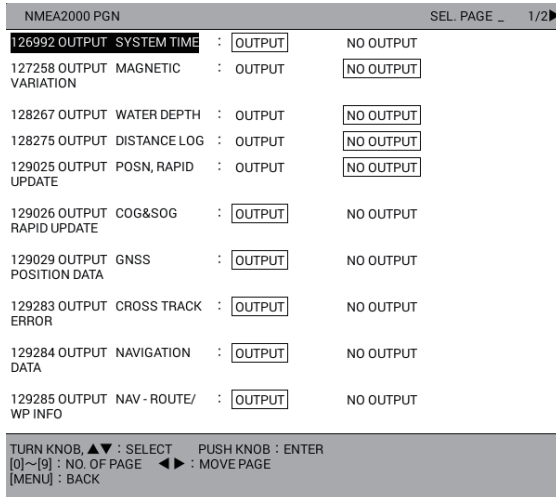 NMEA2000 PGN SEL. PAGE _ 1/2▶
126992 OUTPUT SYSTEM TIME : OUTPUT NO OUTPUT
127258 OUTPUT MAGNETIC : OUTPUT NO OUTPUT
VARIATION
128267 OUTPUT WATER DEPTH : OUTPUT NO OUTPUT
128275 OUTPUT DISTANCE LOG : OUTPUT NO OUTPUT
129025 OUTPUT POSN, RAPID : OUTPUT NO OUTPUT
UPDATE
129026 OUTPUT COG&SOG : OUTPUT NO OUTPUT
RAPID UPDATE
129029 OUTPUT GNSS : OUTPUT NO OUTPUT
POSITION DATA
129283 OUTPUT CROSS TRACK : OUTPUT NO OUTPUT
ERROR
129284 OUTPUT NAVIGATION : OUTPUT NO OUTPUT
DATA
129285 OUTPUT NAV - ROUTE/ : OUTPUT NO OUTPUT
WP INFO
TURN KNOB, ▲▼ : SELECT PUSH KNOB : ENTER
[0]~[9] : NO. OF PAGE ◀ ▶ : MOVE PAGE
[MENU] : BACK